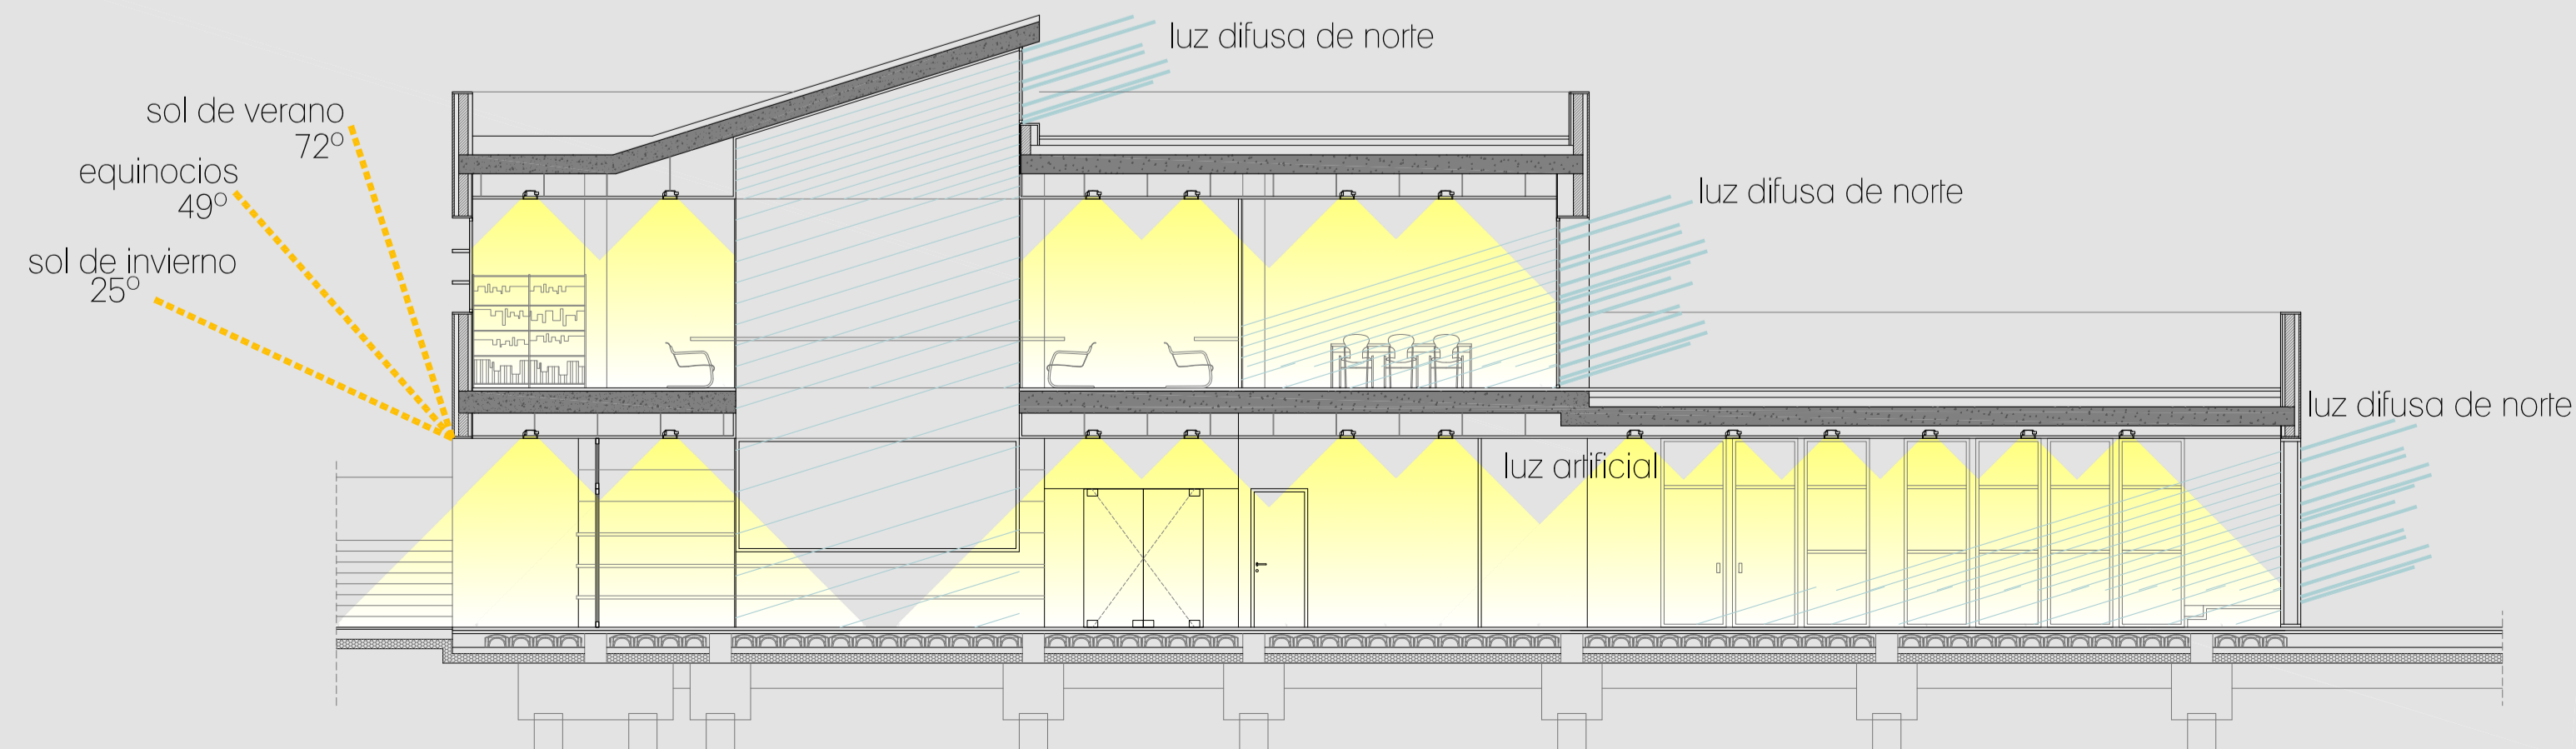 luz difusa de norte
sol de verano
72º
equinocios
49º
sol de invierno
25º
luz difusa de norte
luz difusa de norte
luz artificial